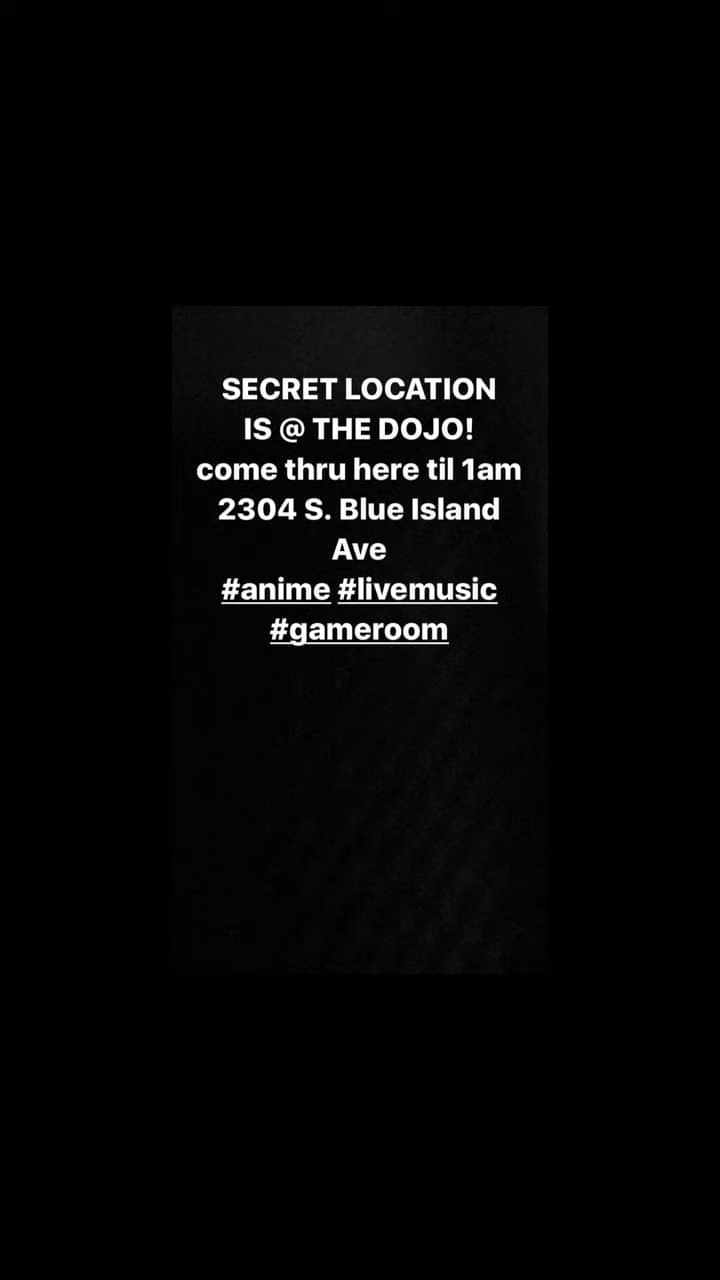 SECRET LOCATION
IS @ THE DOJO!
come thru here til 1am
2304 S. Blue Island
Ave
#anime #livemusic
#gameroom